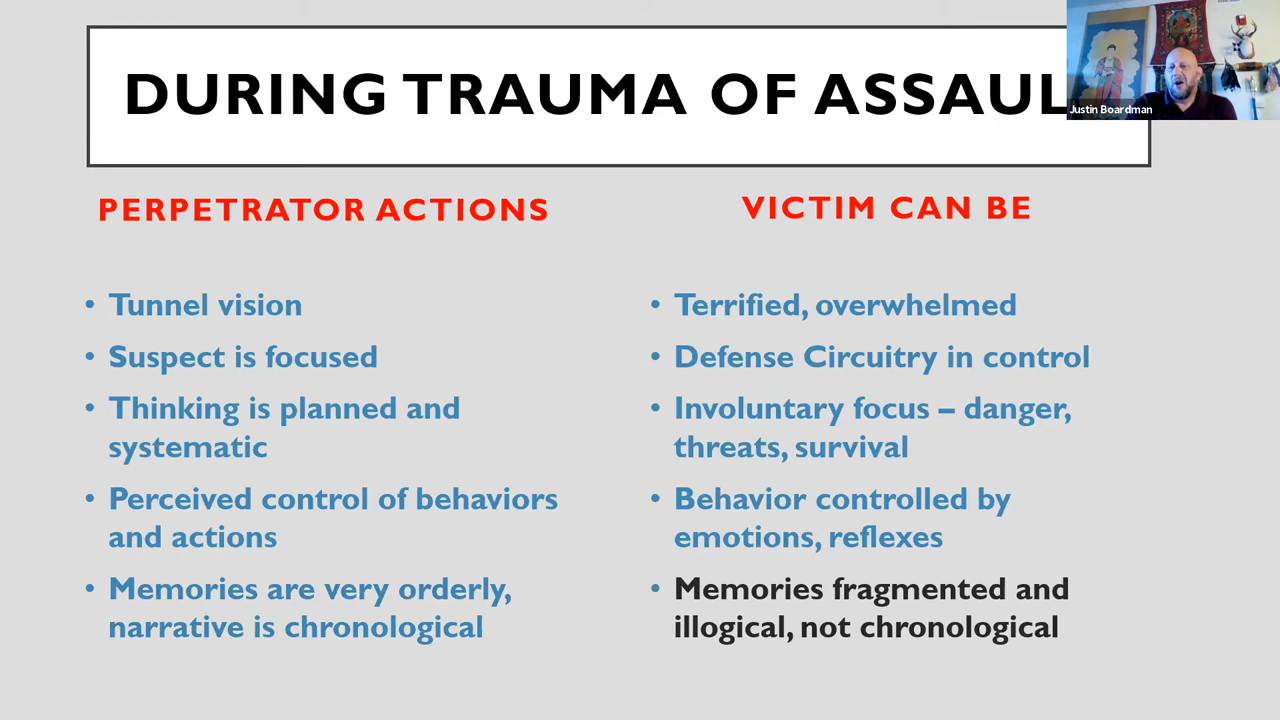 DURING TRAUMA OF ASSAUL
Justin Boardman
PERPETRATOR ACTIONS
• Tunnel vision
• Suspect is focused
• Thinking is planned and
systematic
• Perceived control of behaviors
and actions
• Memories are very orderly,
narrative is chronological
VICTIM CAN BE
• Terrified, overwhelmed
• Defense Circuitry in control
• Involuntary focus – danger,
threats, survival
• Behavior controlled by
emotions, reflexes
• Memories fragmented and
illogical, not chronological